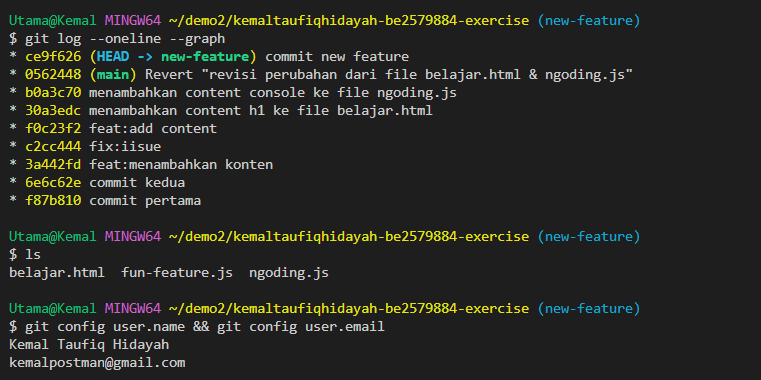 Utama@Kemal MINGW64 ~/demo2/kemaltaufiqhidayah-be2579884-exercise (new-feature)
$ git log --oneline --graph
* ce9f626 (HEAD -> new-feature) commit new feature
* 0562448 (main) Revert "revisi perubahan dari file belajar.html & ngoding.js"
* b0a3c70 menambahkan content console ke file ngoding.js
* 30a3edc menambahkan content h1 ke file belajar.html
* f0c23f2 feat:add content
* c2cc444 fix:iisue
* 3a442fd feat:menambahkan konten
* 6e6c62e commit kedua
* f87b810 commit pertama
Utama@Kemal MINGW64 ~/demo2/kemaltaufiqhidayah-be2579884-exercise (new-feature)
$ ls
belajar.html  fun-feature.js  ngoding.js
Utama@Kemal MINGW64 ~/demo2/kemaltaufiqhidayah-be2579884-exercise (new-feature)
$ git config user.name && git config user.email
Kemal Taufiq Hidayah
kemalpostman@gmail.com